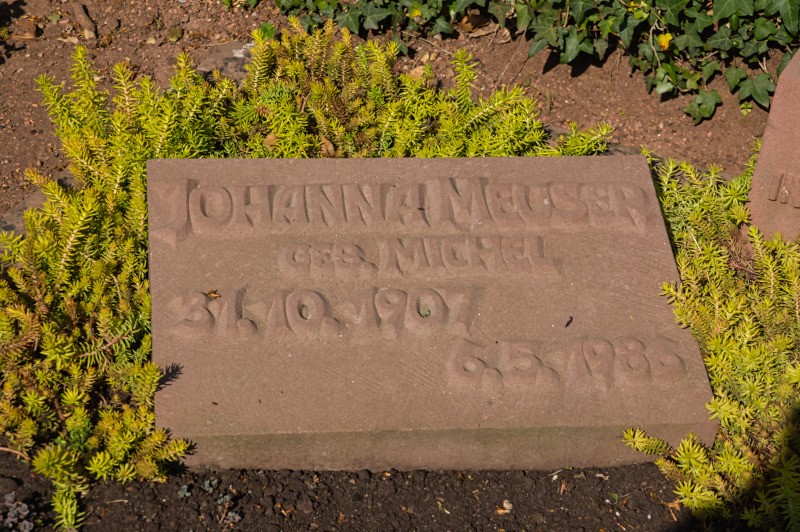 JOHANNA MEUSER
GEB. MICHEL
31.10.1907
6.5.1985